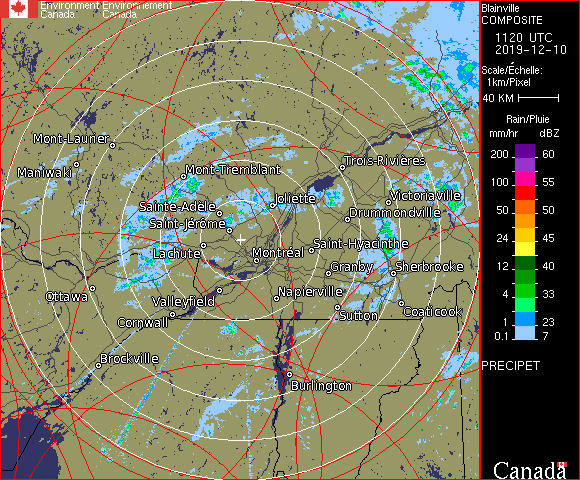 Environment Environnement
Canada Canada
Mont-Laurier
Maniwaki
Mont-Tremblant
Trois-Rivières
Joliette
Victoriaville
Sainte-Adèle
Drummondville
Saint-Jérôme
Saint-Hyacinthe
Lachute
Montréal
Granby
Sherbrooke
Ottawa
Valleyfield
Napierville
Coaticook
Cornwall
Sutton
Brockville
Burlington
Blainville
COMPOSITE
1120 UTC
2019-12-10
Scale/Échelle:
1km/Pixel
40 KM
Rain/Pluie
mm/hr dBZ
200 60
150 57
100 55
50 50
24 45
12 40
4 33
1 23
0.1 7
PRECIPET
Canada